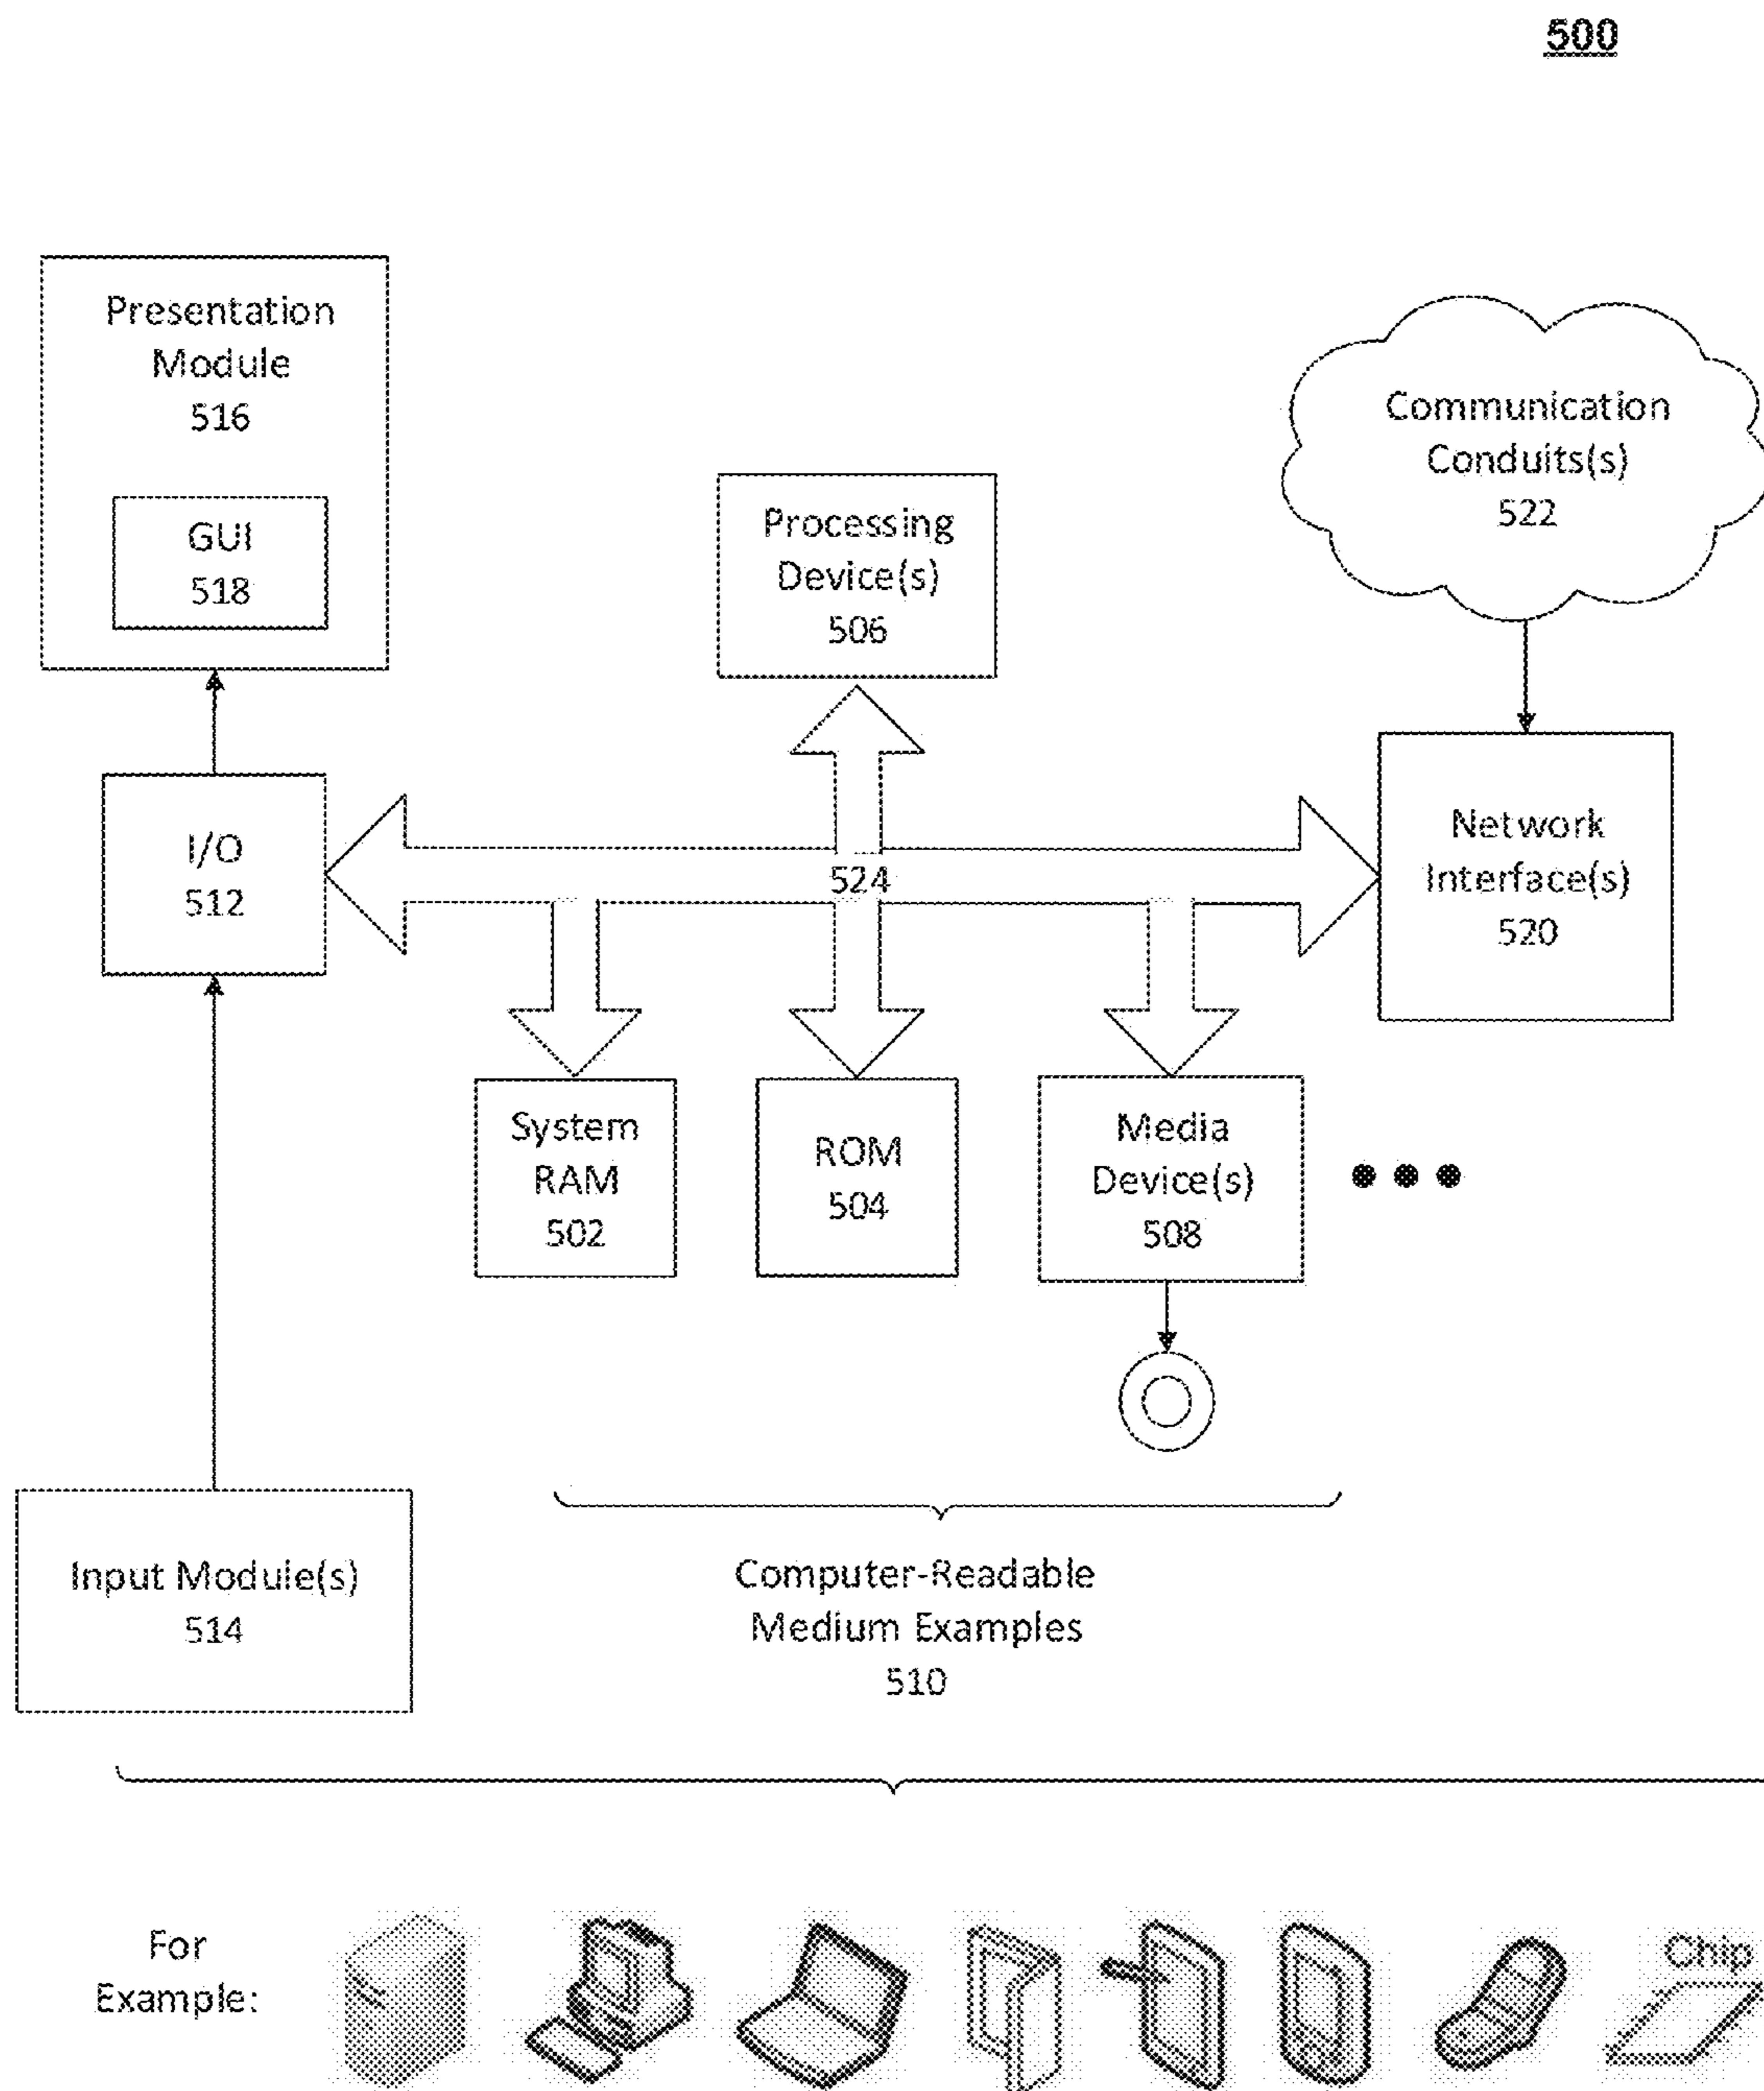 500
Presentation
Module
516
GUI
518
Communication
Conduits(s)
522
Processing
Device(s)
506
I/O
512
524
Network
Interface(s)
520
System
RAM
502
ROM
504
Media
Device(s)
508
Input Module(s)
514
Computer-Readable
Medium Examples
510
For
Example:
Chip